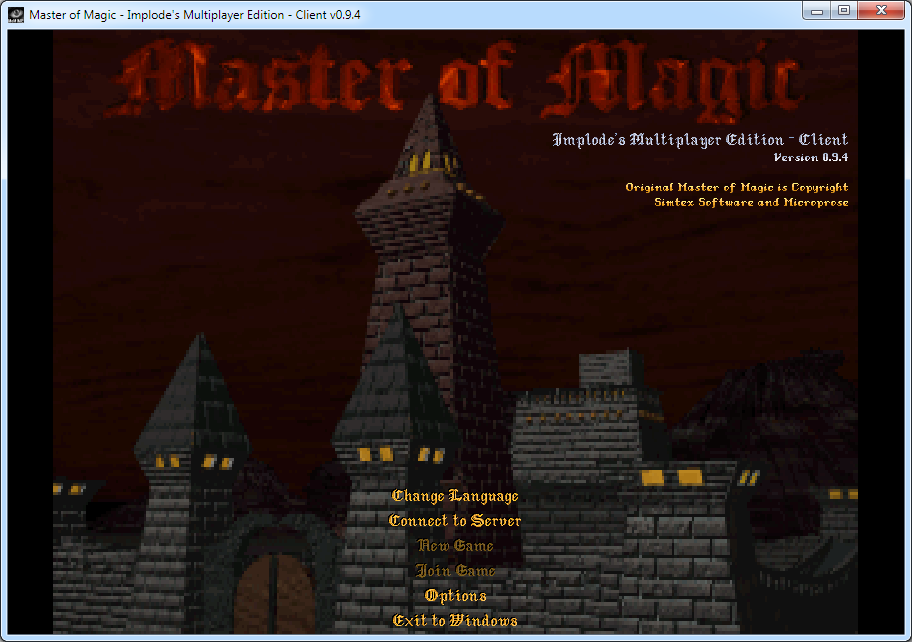 Master of Magic - Implode's Multiplayer Edition - Client v0.9.4
Master of Magic
Implode's Multiplayer Edition - Client
Version 0.9.4
Original Master of Magic is Copyright
Simtex Software and Microprose
Change Language
Connect to Server
New Game
Join Game
Options
Exit to Windows